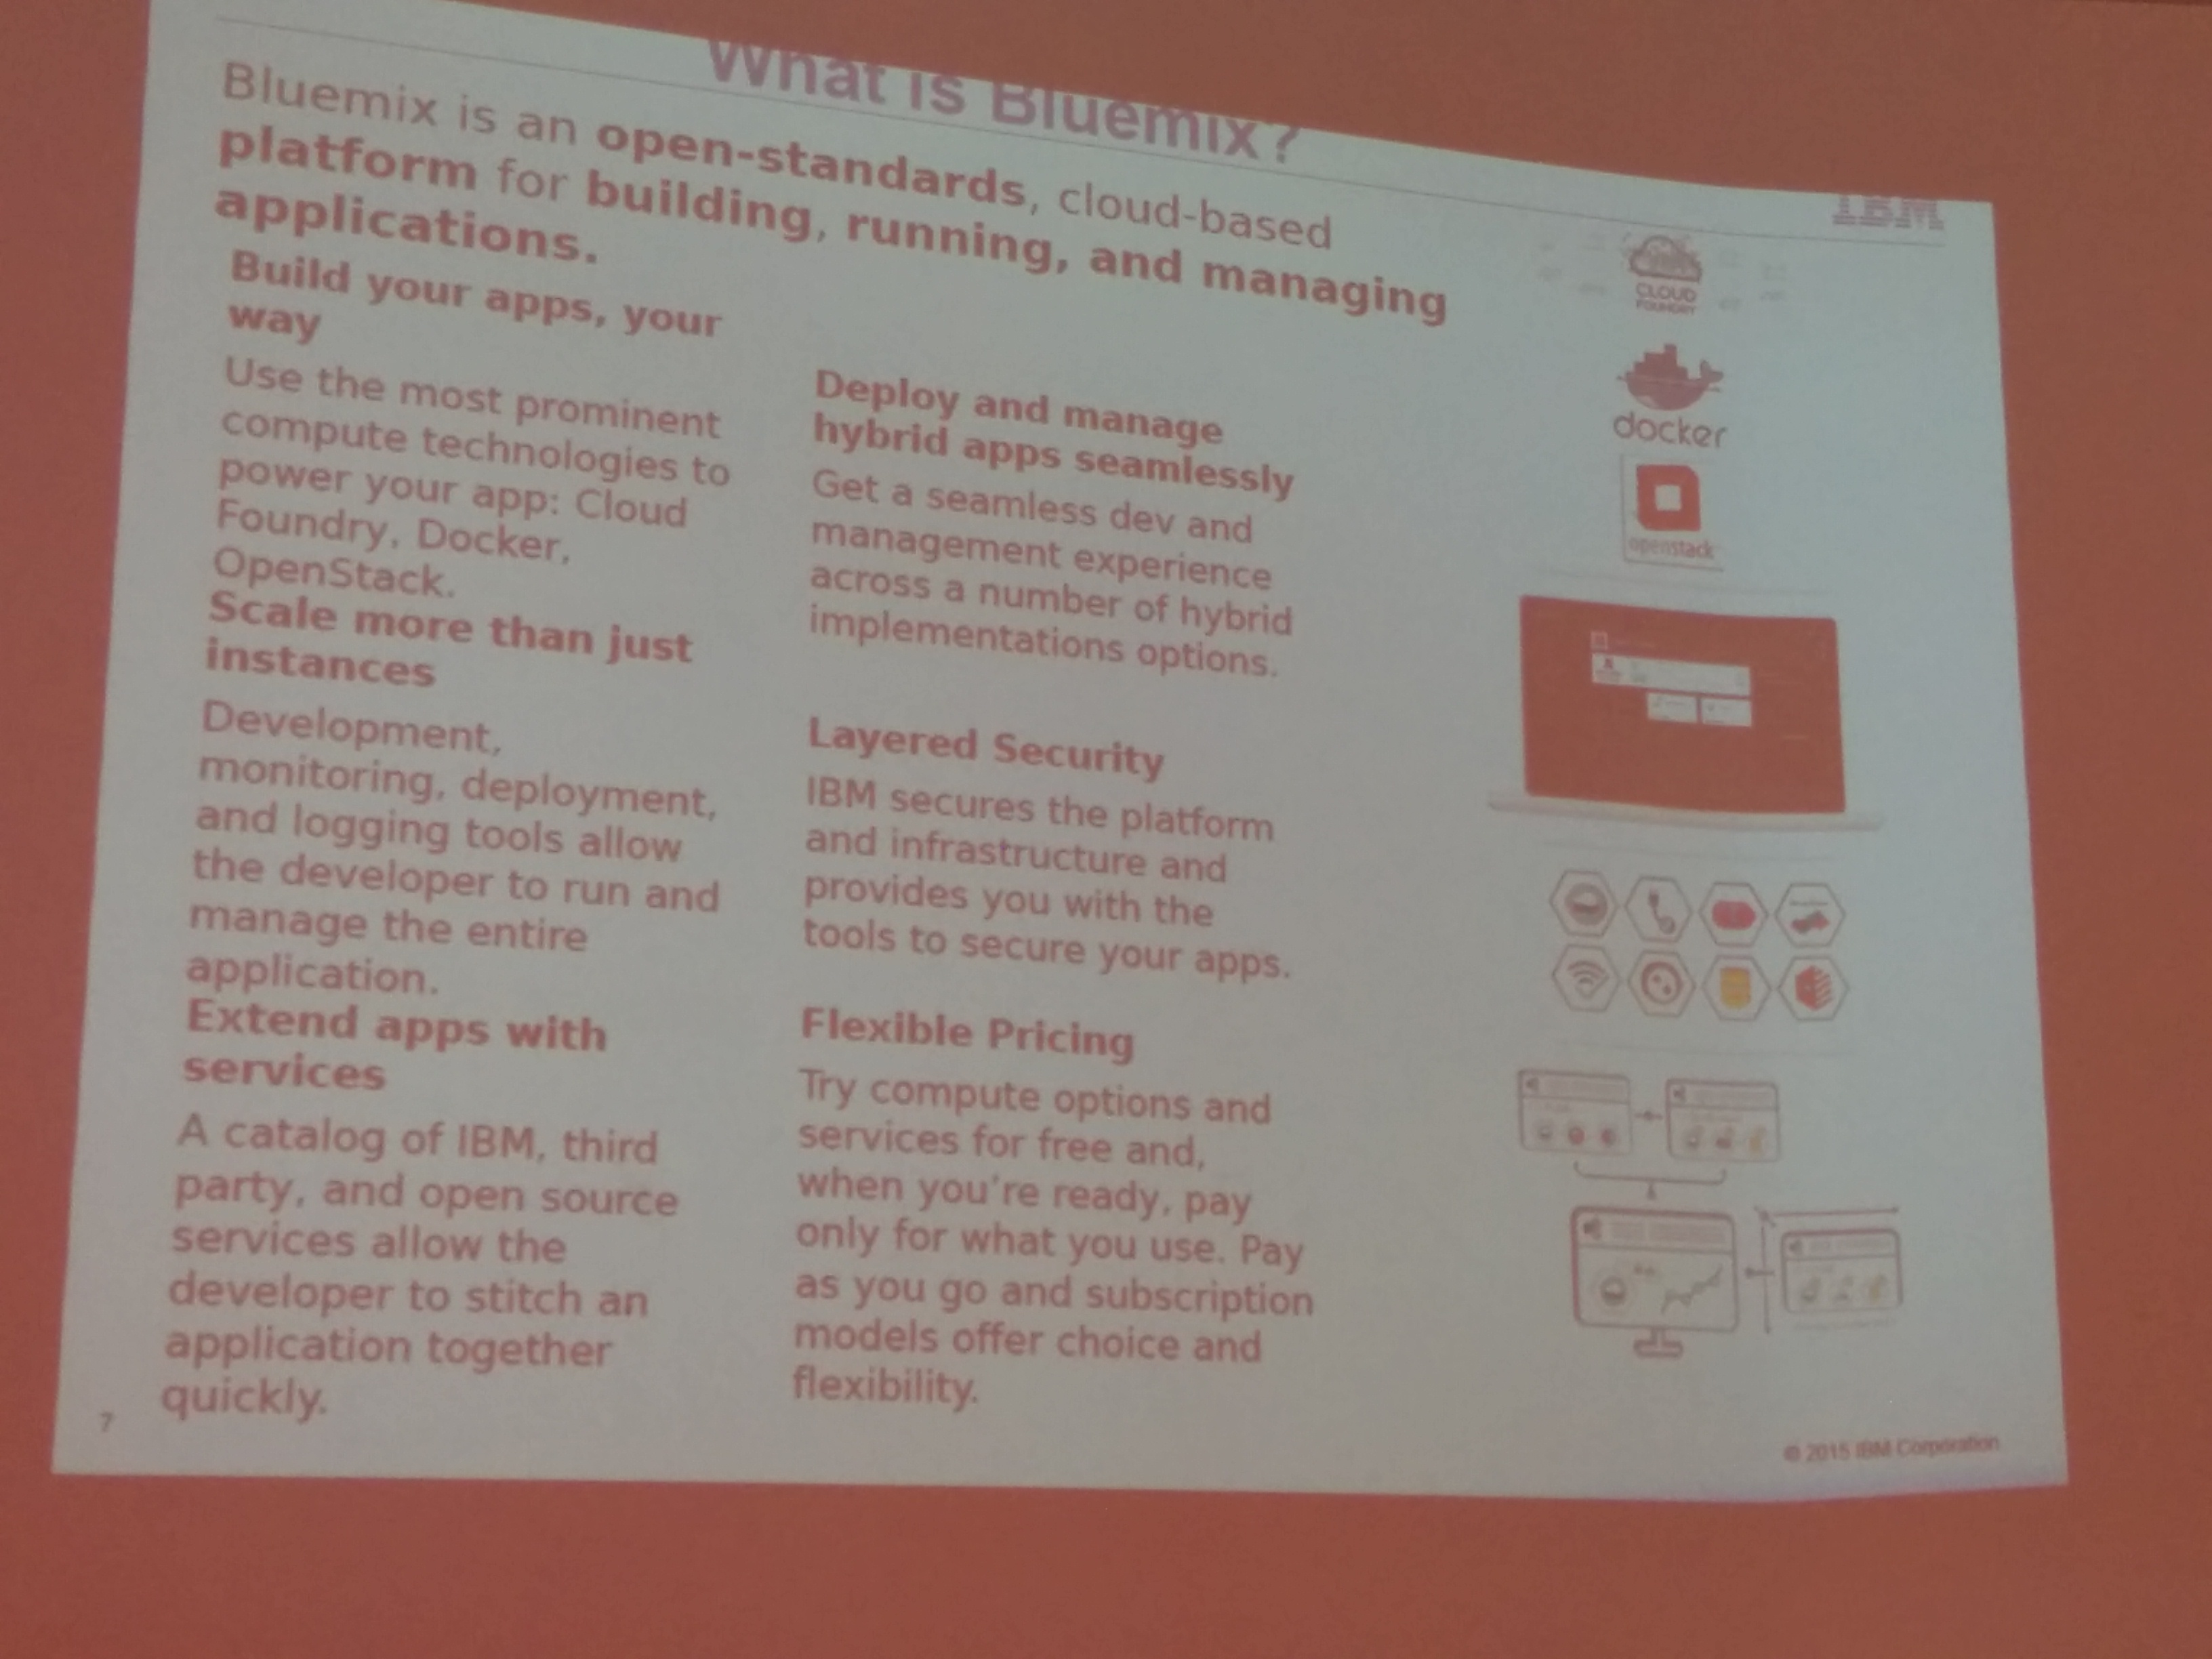 What is Bluemix?
IBM
Bluemix is an open-standards, cloud-based
platform for building, running, and managing
applications.
Build your apps, your
way
Use the most prominent
compute technologies to
power your app: Cloud
Foundry, Docker,
OpenStack.
Scale more than just
instances
Development,
monitoring, deployment,
and logging tools allow
the developer to run and
manage the entire
application.
Extend apps with
services
A catalog of IBM, third
party, and open source
services allow the
developer to stitch an
application together
quickly.
Deploy and manage
hybrid apps seamlessly
Get a seamless dev and
management experience
across a number of hybrid
implementations options.
Layered Security
IBM secures the platform
and infrastructure and
provides you with the
tools to secure your apps.
Flexible Pricing
Try compute options and
services for free and,
when you're ready, pay
only for what you use. Pay
as you go and subscription
models offer choice and
flexibility.
CLOUD
FOUNDRY
docker
openstack
7
© 2015 IBM Corporation